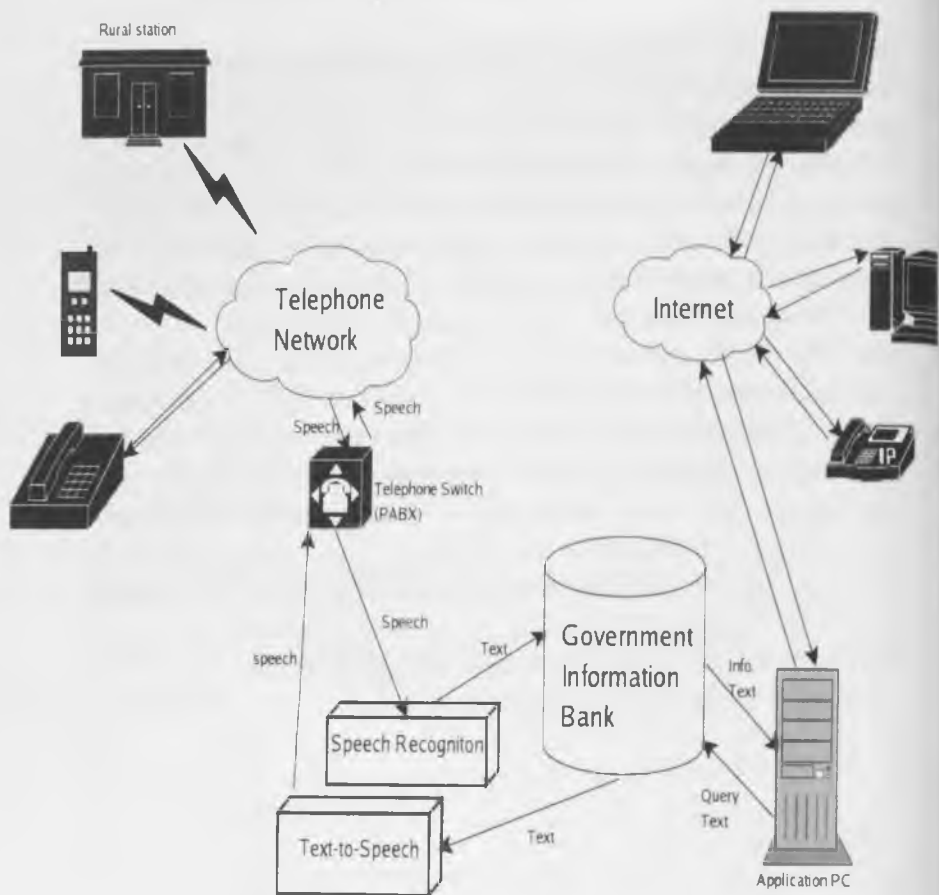 Rural station
Telephone
Network
Internet
Speech
Speech
IP
Telephone Switch
(PABX)
Speech
speech
Text
Government
Information
Bank
Info.
Text
Speech Recogniton
Query
Text
Text
Text-to-Speech
Application PC